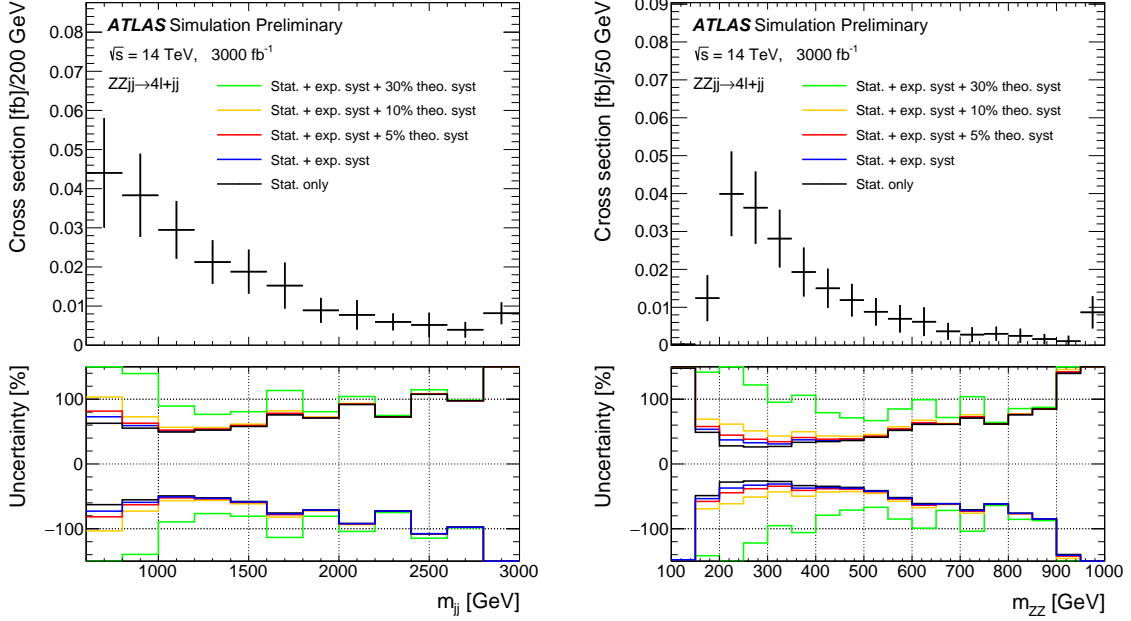 ATLAS Simulation Preliminary
√s = 14 TeV, 3000 fb⁻¹
ZZjj→4l+jj
Stat. + exp. syst + 30% theo. syst
Stat. + exp. syst + 10% theo. syst
Stat. + exp. syst + 5% theo. syst
Stat. + exp. syst
Stat. only
Cross section [fb]/200 GeV
0.08
0.07
0.06
0.05
0.04
0.03
0.02
0.01
0
Uncertainty [%]
100
0
−100
1000 1500 2000 2500 3000
m_jj [GeV]
ATLAS Simulation Preliminary
√s = 14 TeV, 3000 fb⁻¹
ZZjj→4l+jj
Stat. + exp. syst + 30% theo. syst
Stat. + exp. syst + 10% theo. syst
Stat. + exp. syst + 5% theo. syst
Stat. + exp. syst
Stat. only
Cross section [fb]/50 GeV
0.09
0.08
0.07
0.06
0.05
0.04
0.03
0.02
0.01
0
Uncertainty [%]
100
0
−100
100 200 300 400 500 600 700 800 900 1000
m_ZZ [GeV]